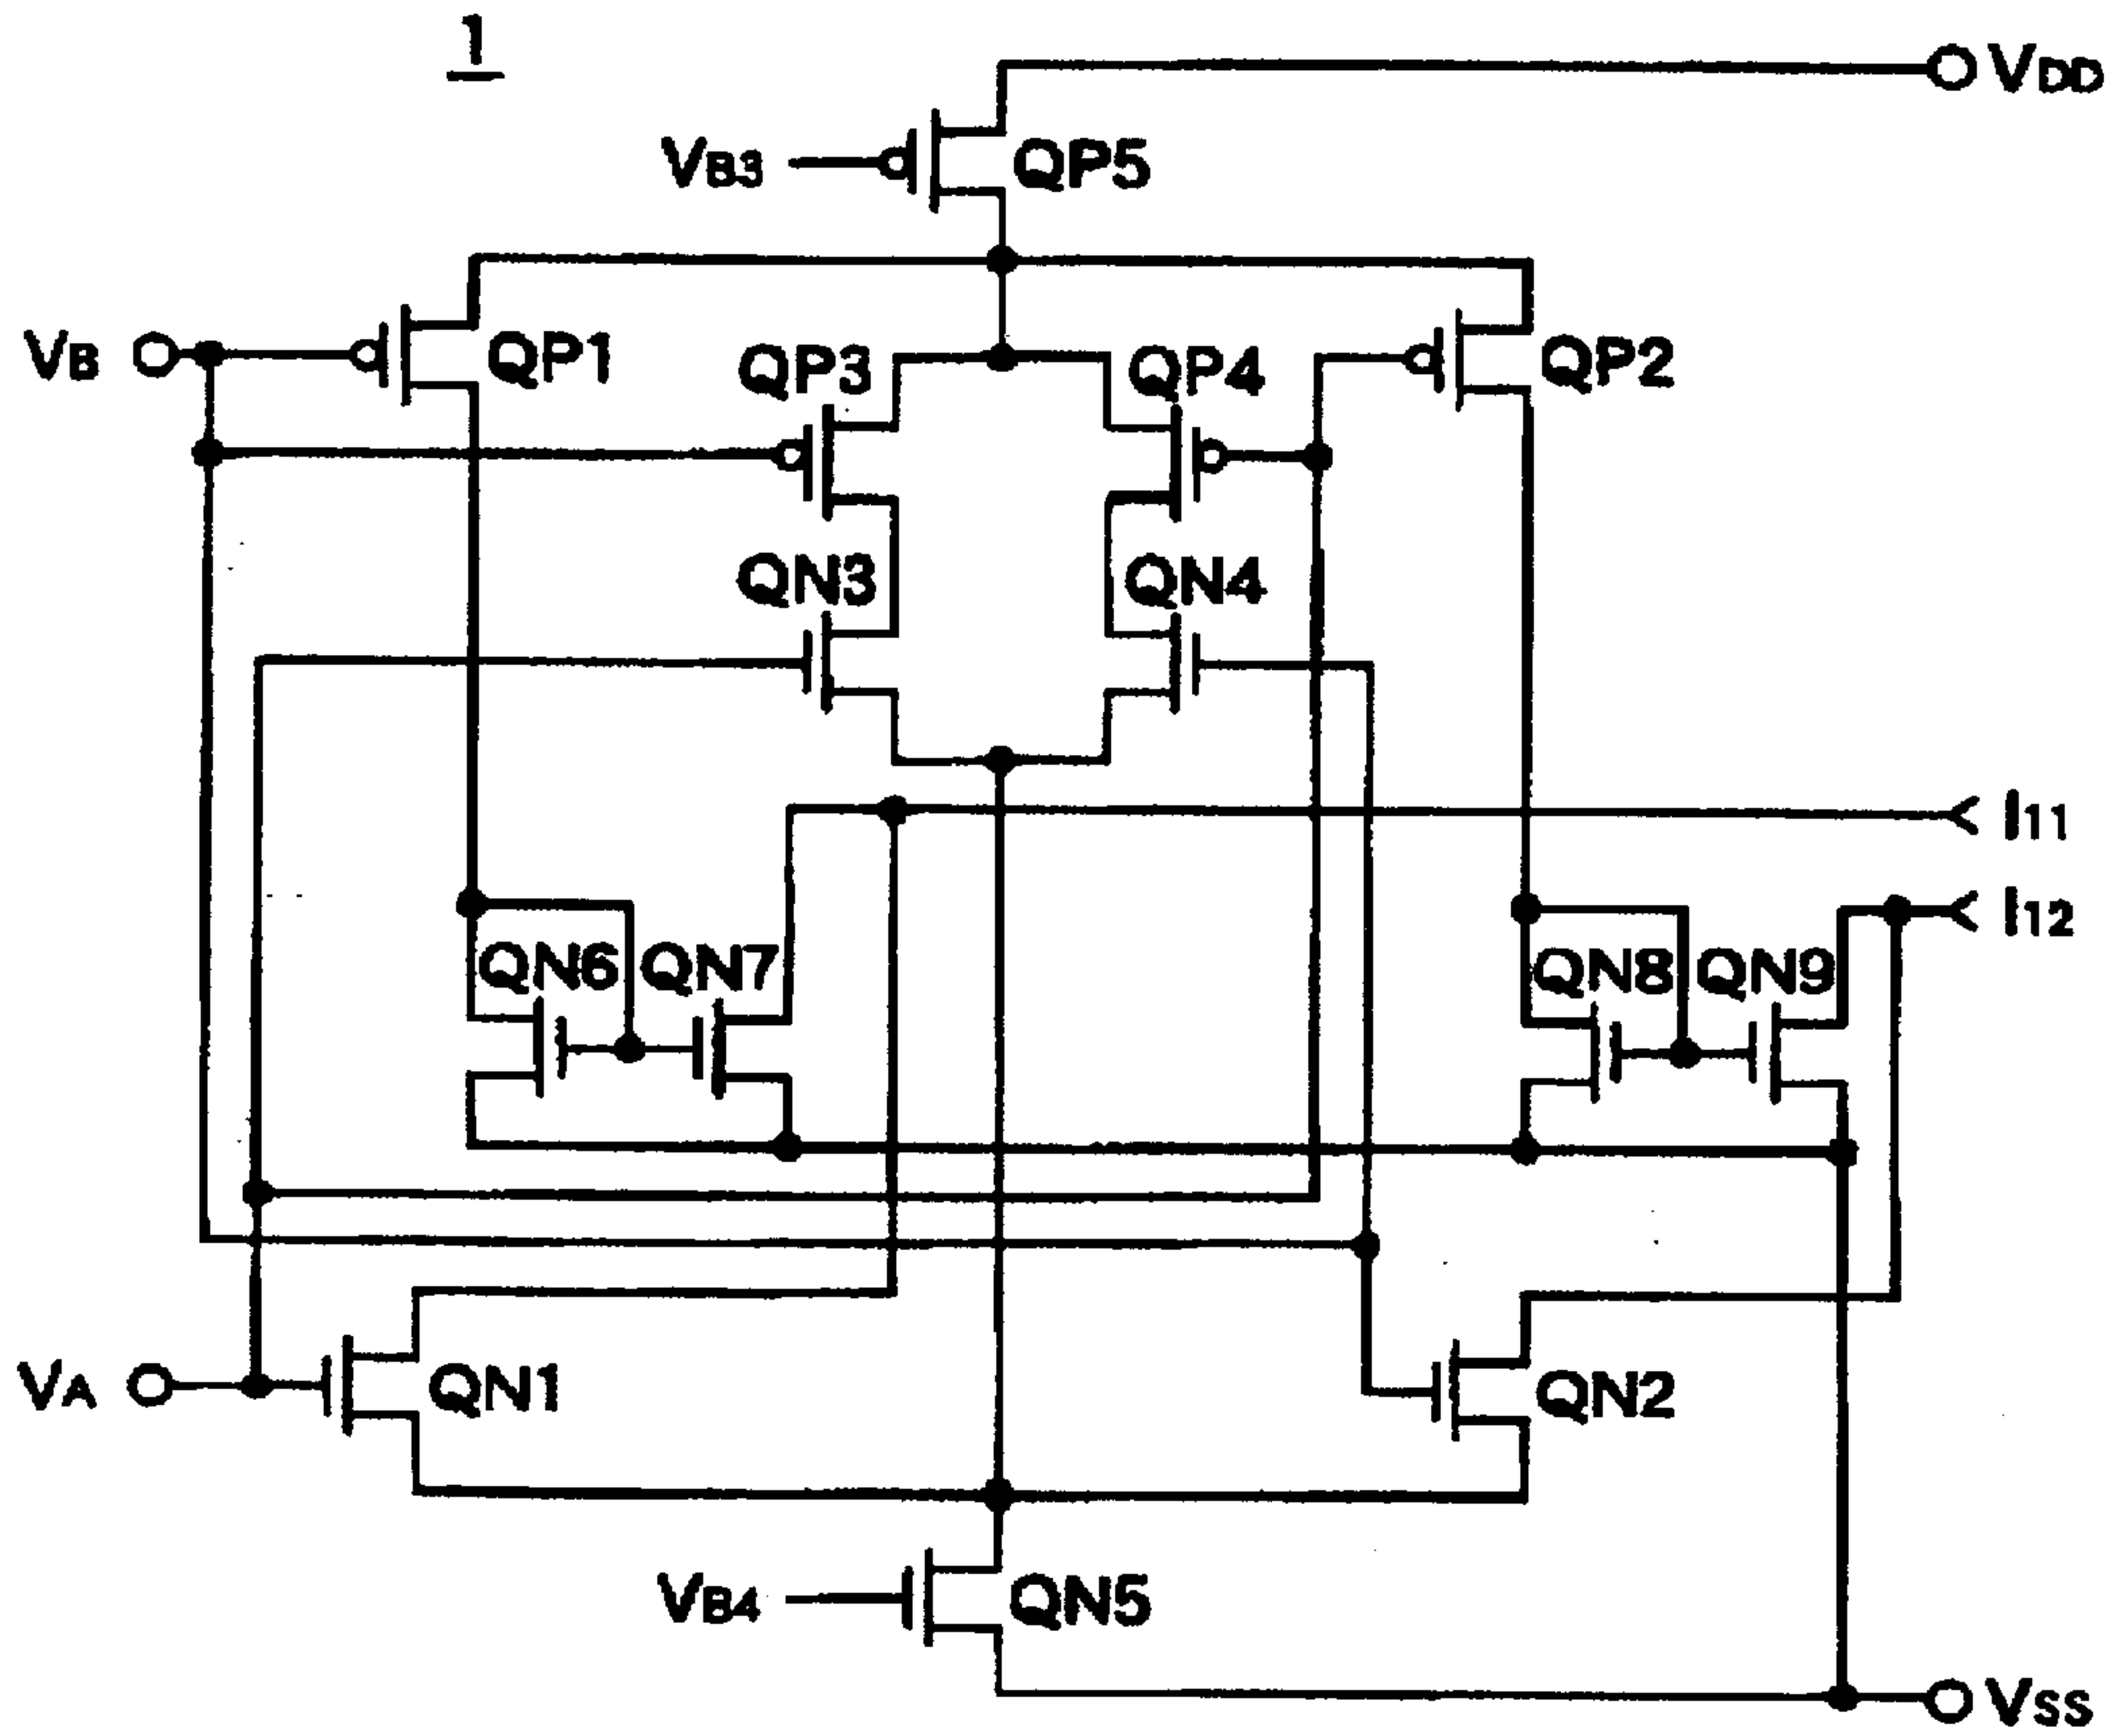 1
VDD
VB3
QP5
VB
QP1
QP3
QP4
QP2
QN3
QN4
I11
I12
QN6
QN7
QN8
QN9
VA
QN1
QN2
VB4
QN5
VSS